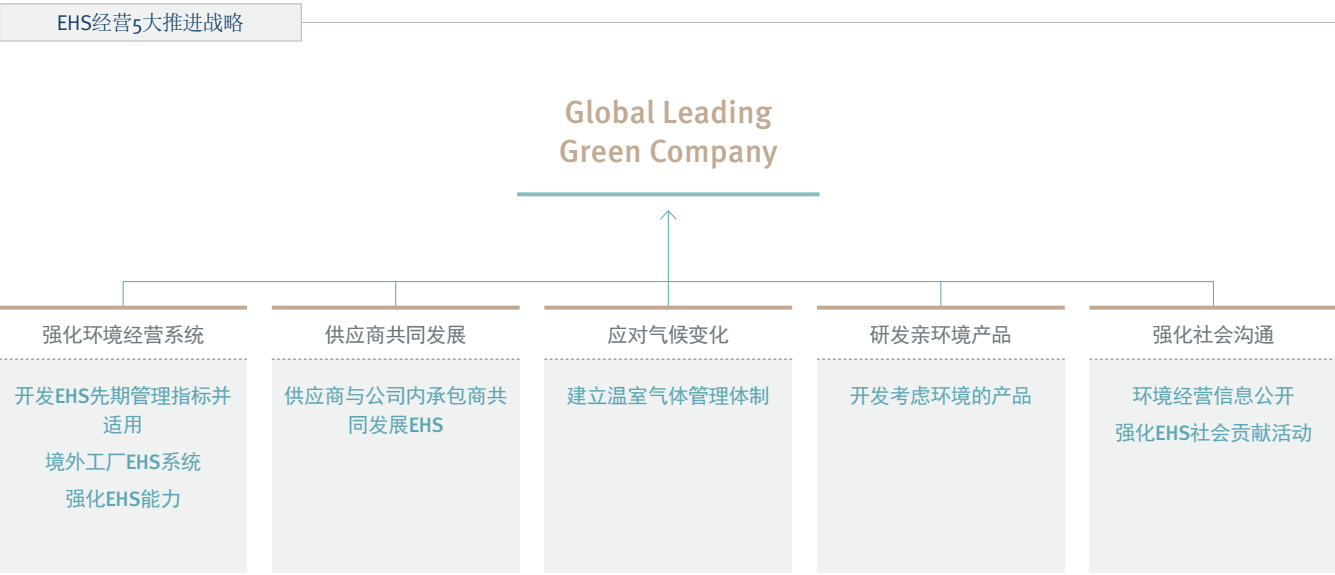 EHS经营5大推进战略
Global Leading
Green Company
强化环境经营系统
开发EHS先期管理指标并
适用
境外工厂EHS系统
强化EHS能力
供应商共同发展
供应商与公司内承包商共
同发展EHS
应对气候变化
建立温室气体管理体制
研发亲环境产品
开发考虑环境的产品
强化社会沟通
环境经营信息公开
强化EHS社会贡献活动